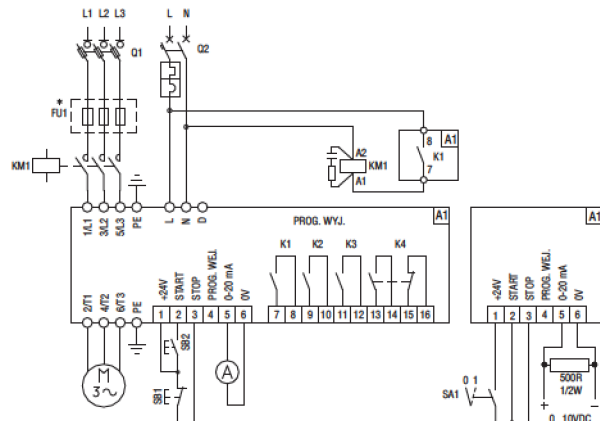 L1 L2 L3 L N
Q1 Q2
*
FU1
8 A1
K1
7
A2
KM1
A1
KM1
1/L1 3/L2 5/L3 PE L N D
PROG. WYJ. A1
A1
K1 K2 K3 K4
+24V START STOP PROG. WEJ. 0-20 mA 0V
1 2 3 4 5 6 7 8 9 10 11 12 13 14 15 16
2/T1 4/T2 6/T3 PE
M
3~
SB2
SB1
A
+24V START STOP PROG. WEJ. 0-20 mA 0V
1 2 3 4 5 6
0 1
SA1
500R
1/2W
+ -
0...10VDC